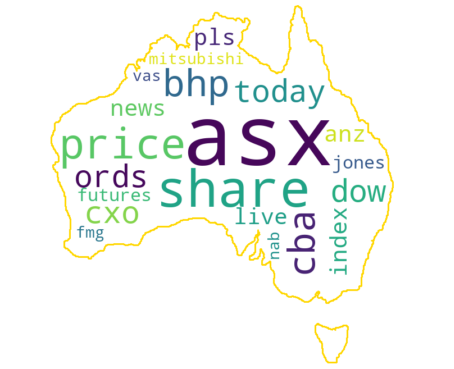 pls
mitsubishi
vas
bhp
today
news
asx
anz
price
jones
ords
share
dow
futures
cxo
live
cba
index
fmg
nab